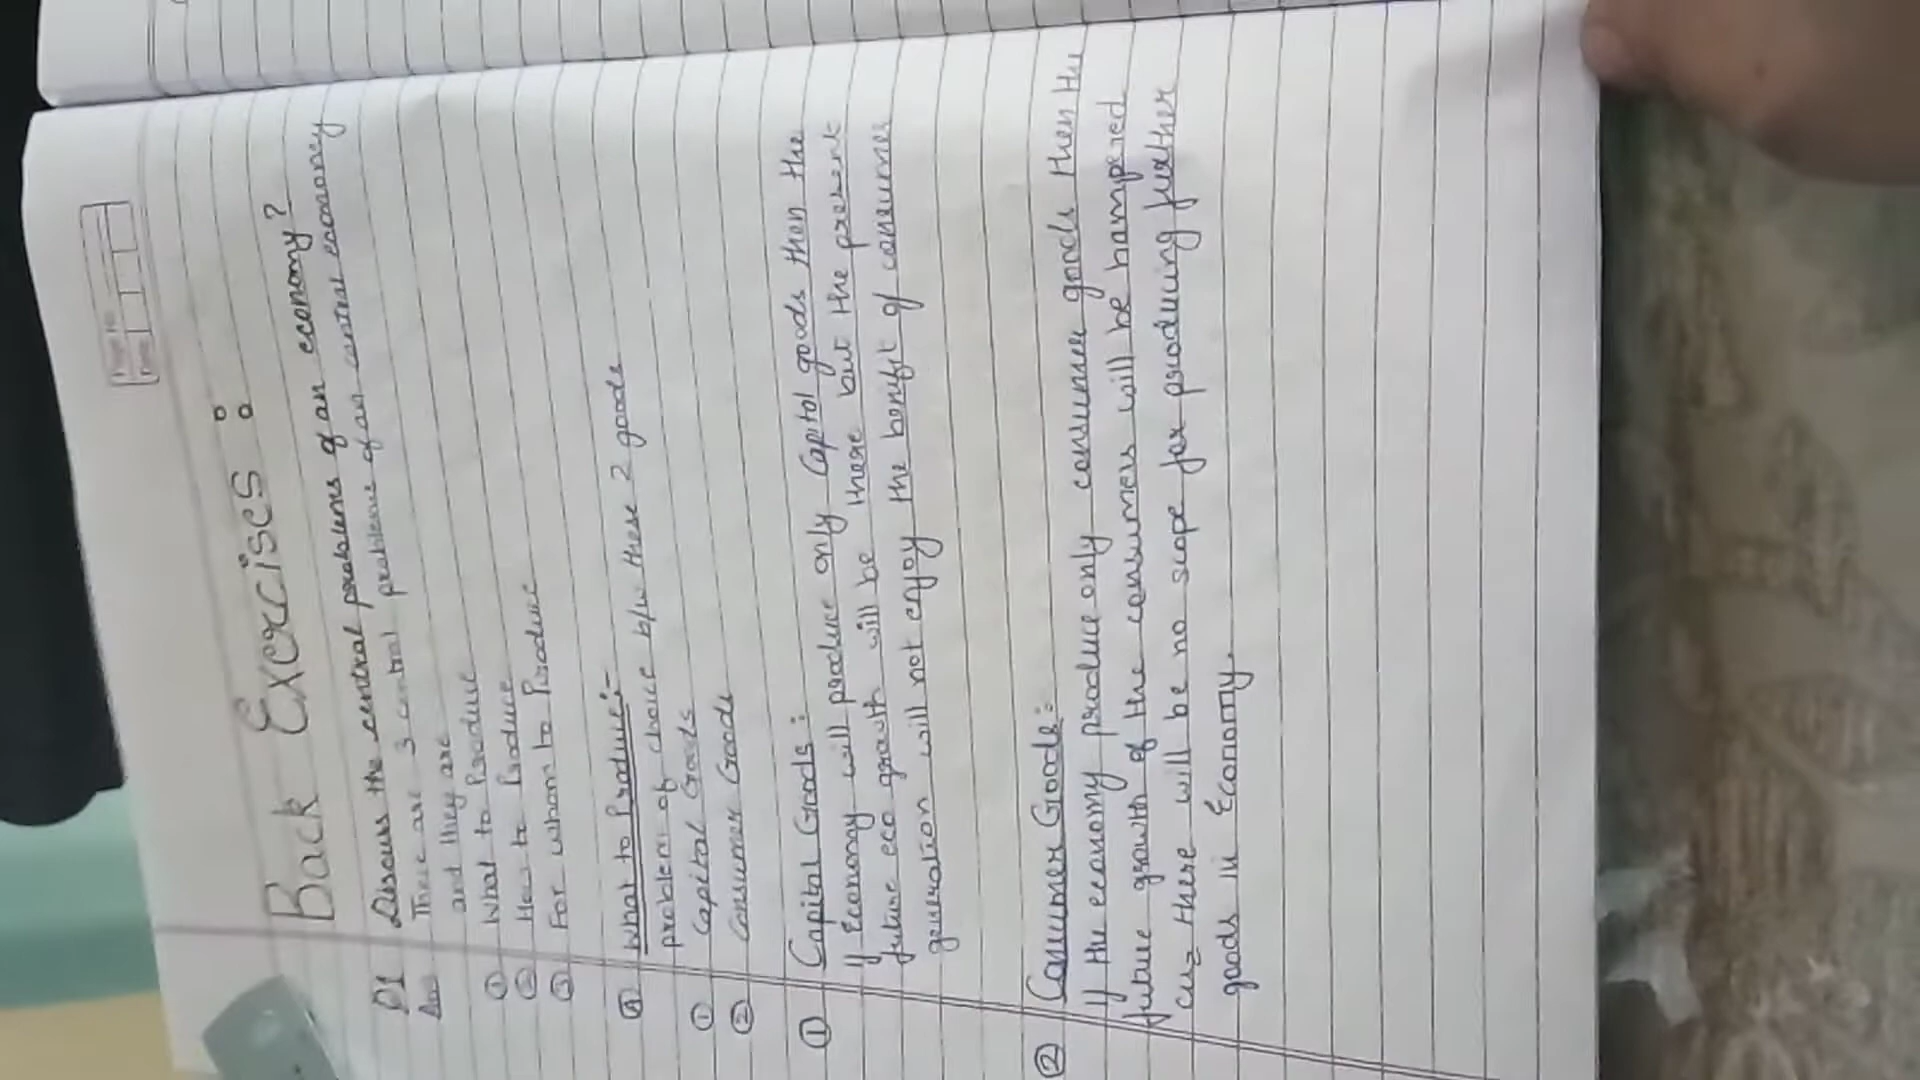 Page No.
Date
Back Exercises :
Q1 Discuss the central problems of an economy?
Ans There are 3 central problems of an central economy
and they are
① What to Produce
② How to Produce
③ For whom to Produce
What to Produce:-
problem of choice b/w these 2 goods
① Capital Goods
② Consumer Goods
① Capital Goods :
If Economy will produce only Capital goods then the
future eco growth will be there but the present
generation will not enjoy the benefit of consumer
② Consumer Goods:
If the economy produce only consumer goods then the
future growth of the consumers will be hampered
cuz there will be no scope for producing further
goods in Economy.